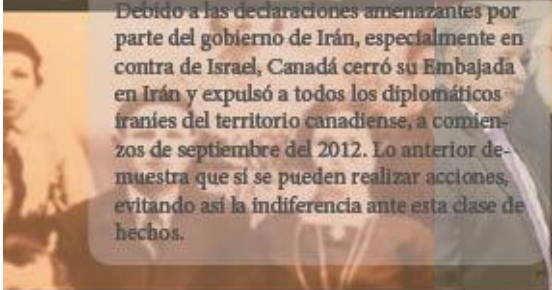 Debido a las declaraciones amenazantes por
parte del gobierno de Irán, especialmente en
contra de Israel, Canadá cerró su Embajada
en Irán y expulsó a todos los diplomáticos
iraníes del territorio canadiense, a comien-
zos de septiembre del 2012. Lo anterior de-
muestra que sí se pueden realizar acciones,
evitando así la indiferencia ante esta clase de
hechos.